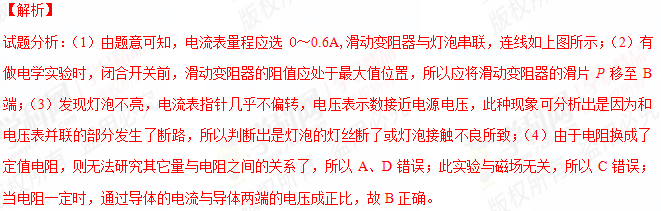 【解析】
试题分析：（1）由题意可知，电流表量程应选 0～0.6A,滑动变阻器与灯泡串联，连线如上图所示；（2）有
做电学实验时，闭合开关前，滑动变阻器的阻值应处于最大值位置，所以应将滑动变阻器的滑片 P 移至 B
端；（3）发现灯泡不亮，电流表指针几乎不偏转，电压表示数接近电源电压，此种现象可分析出是因为和
电压表并联的部分发生了断路，所以判断出是灯泡的灯丝断了或灯泡接触不良所致；（4）由于电阻换成了
定值电阻，则无法研究其它量与电阻之间的关系了，所以 A、D 错误；此实验与磁场无关，所以 C 错误；
当电阻一定时，通过导体的电流与导体两端的电压成正比，故 B 正确。